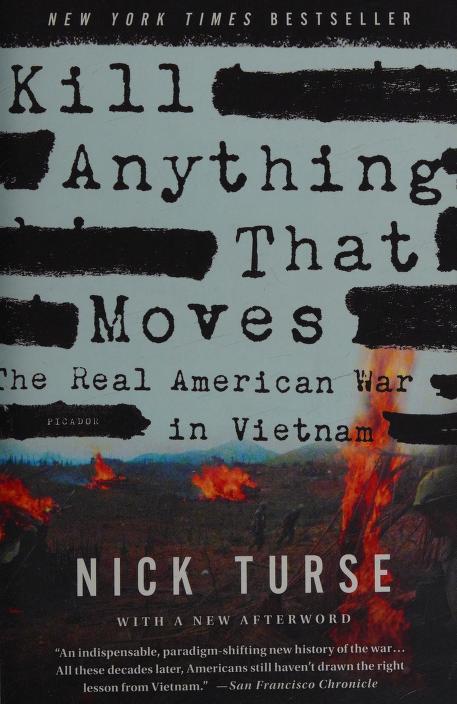 NEW YORK TIMES BESTSELLER
Kill
Anything
That
Moves
The Real American War
PICADOR
in Vietnam
NICK TURSE
WITH A NEW AFTERWORD
“An indispensable, paradigm-shifting new history of the war...
All these decades later, Americans still haven't drawn the right
lesson from Vietnam.” —San Francisco Chronicle